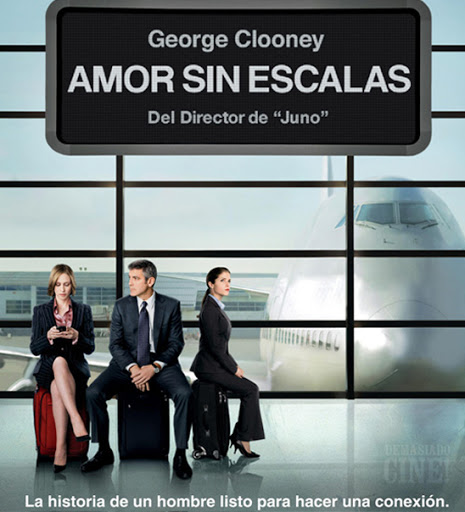 George Clooney
AMOR SIN ESCALAS
Del Director de "Juno"
DEMASIADO
CINE!
La historia de un hombre listo para hacer una conexión.